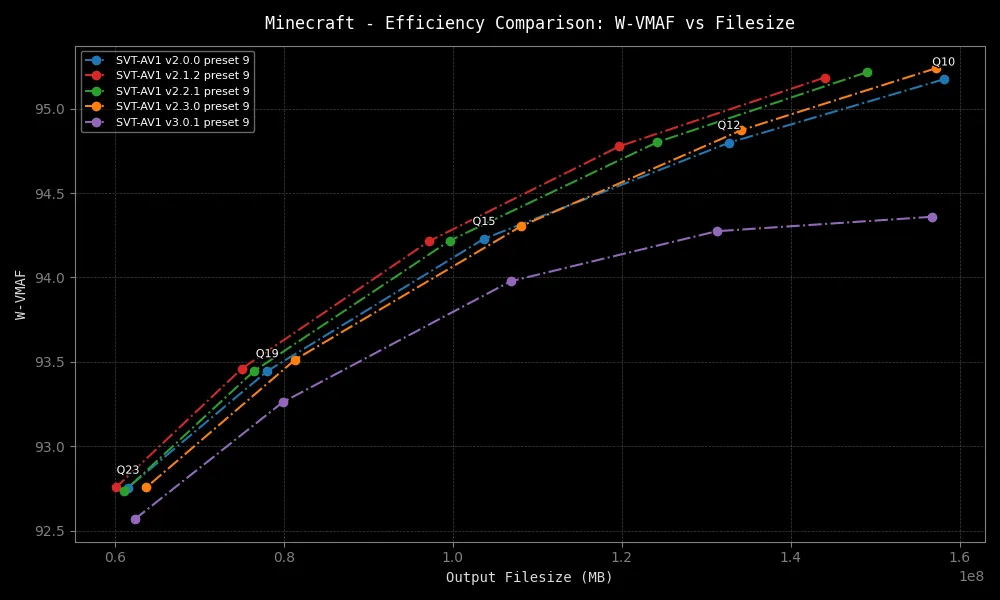 Minecraft - Efficiency Comparison: W-VMAF vs Filesize
SVT-AV1 v2.0.0 preset 9
SVT-AV1 v2.1.2 preset 9
SVT-AV1 v2.2.1 preset 9
SVT-AV1 v2.3.0 preset 9
SVT-AV1 v3.0.1 preset 9
Q10
Q12
Q15
Q19
Q23
W-VMAF
95.0
94.5
94.0
93.5
93.0
92.5
0.6 0.8 1.0 1.2 1.4 1.6
1e8
Output Filesize (MB)